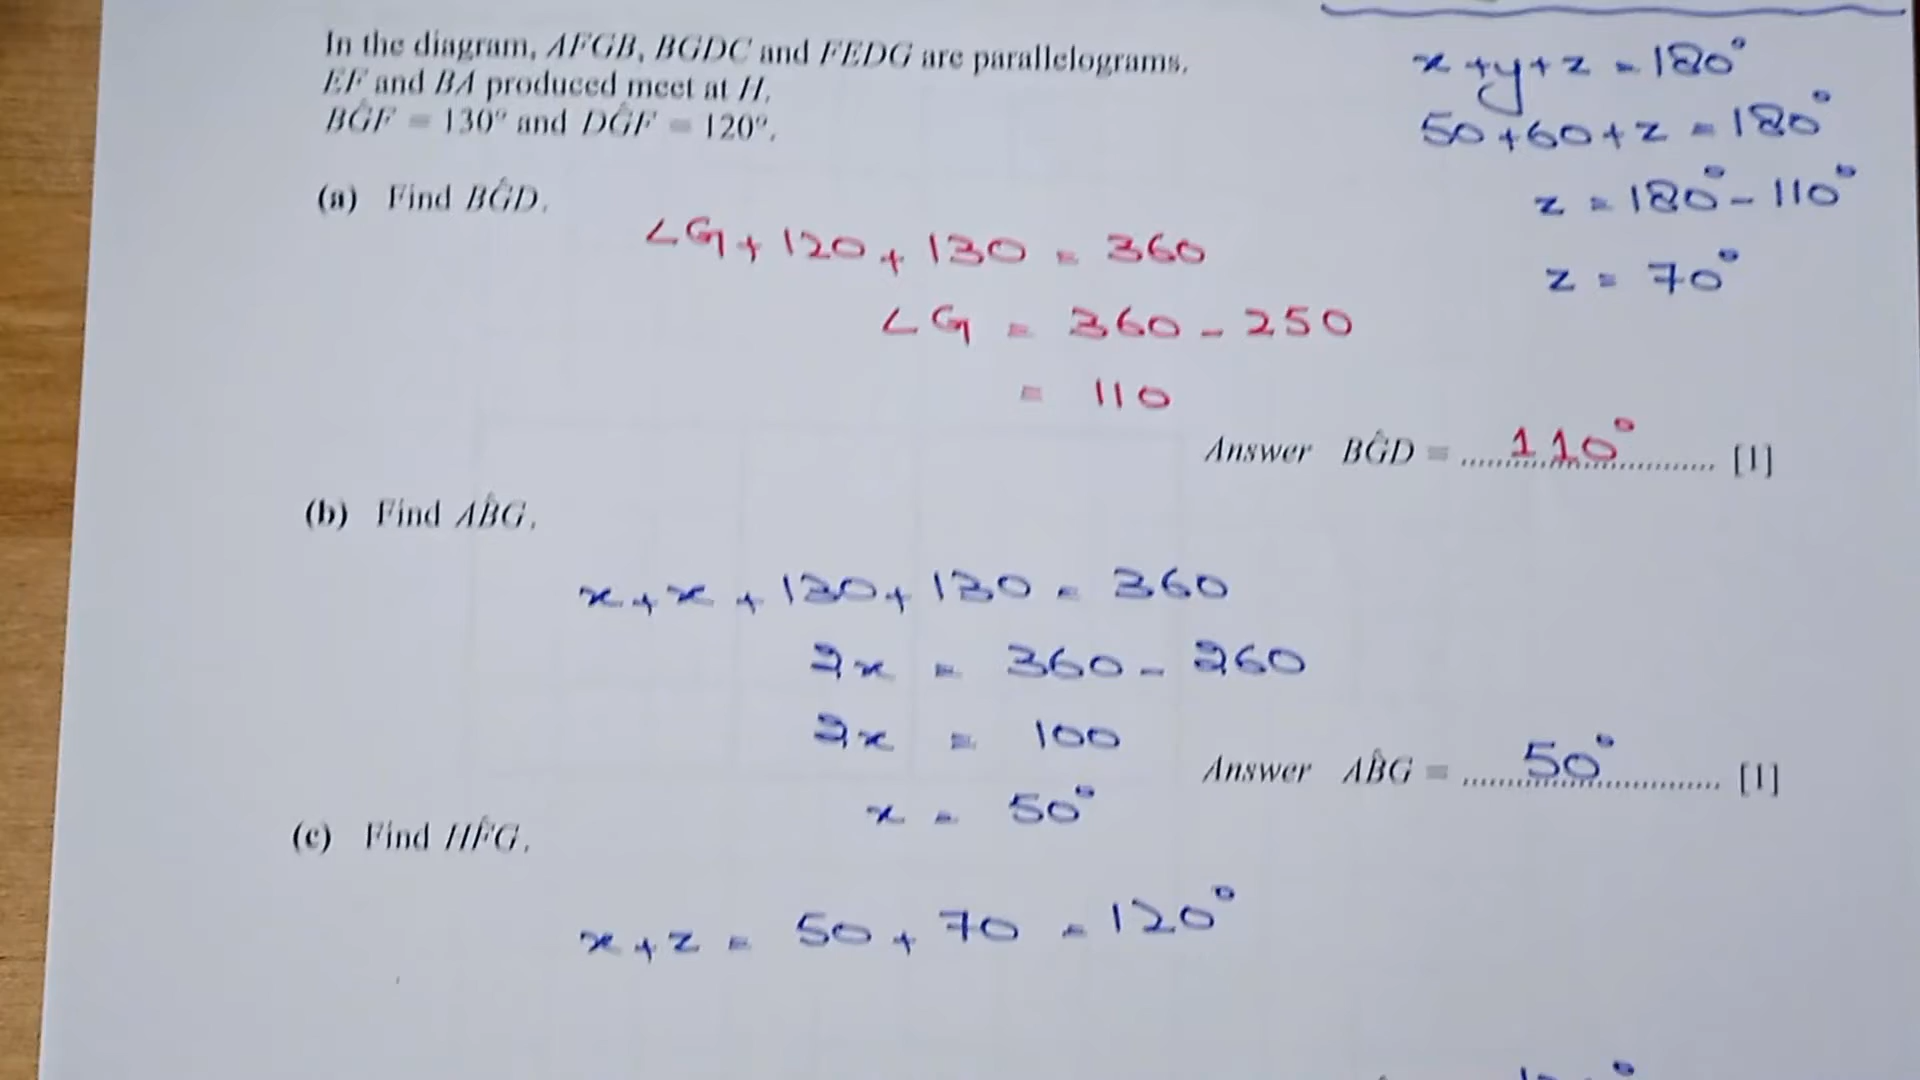 In the diagram, AFGB, BGDC and FEDG are parallelograms.
EF and BA produced meet at H.
BĜF = 130° and DĜF = 120°.
(a) Find BĜD.
∠G + 120 + 130 = 360
∠G = 360 - 250
= 110
Answer BĜD = ............ 110° ............ [1]
(b) Find AB̂G.
x + x + 130 + 130 = 360
2x = 360 - 260
2x = 100
x = 50°
Answer AB̂G = ............ 50° ............ [1]
(c) Find HF̂G.
x + z = 50 + 70 = 120°
x + y + z = 180°
50 + 60 + z = 180°
z = 180° - 110°
z = 70°